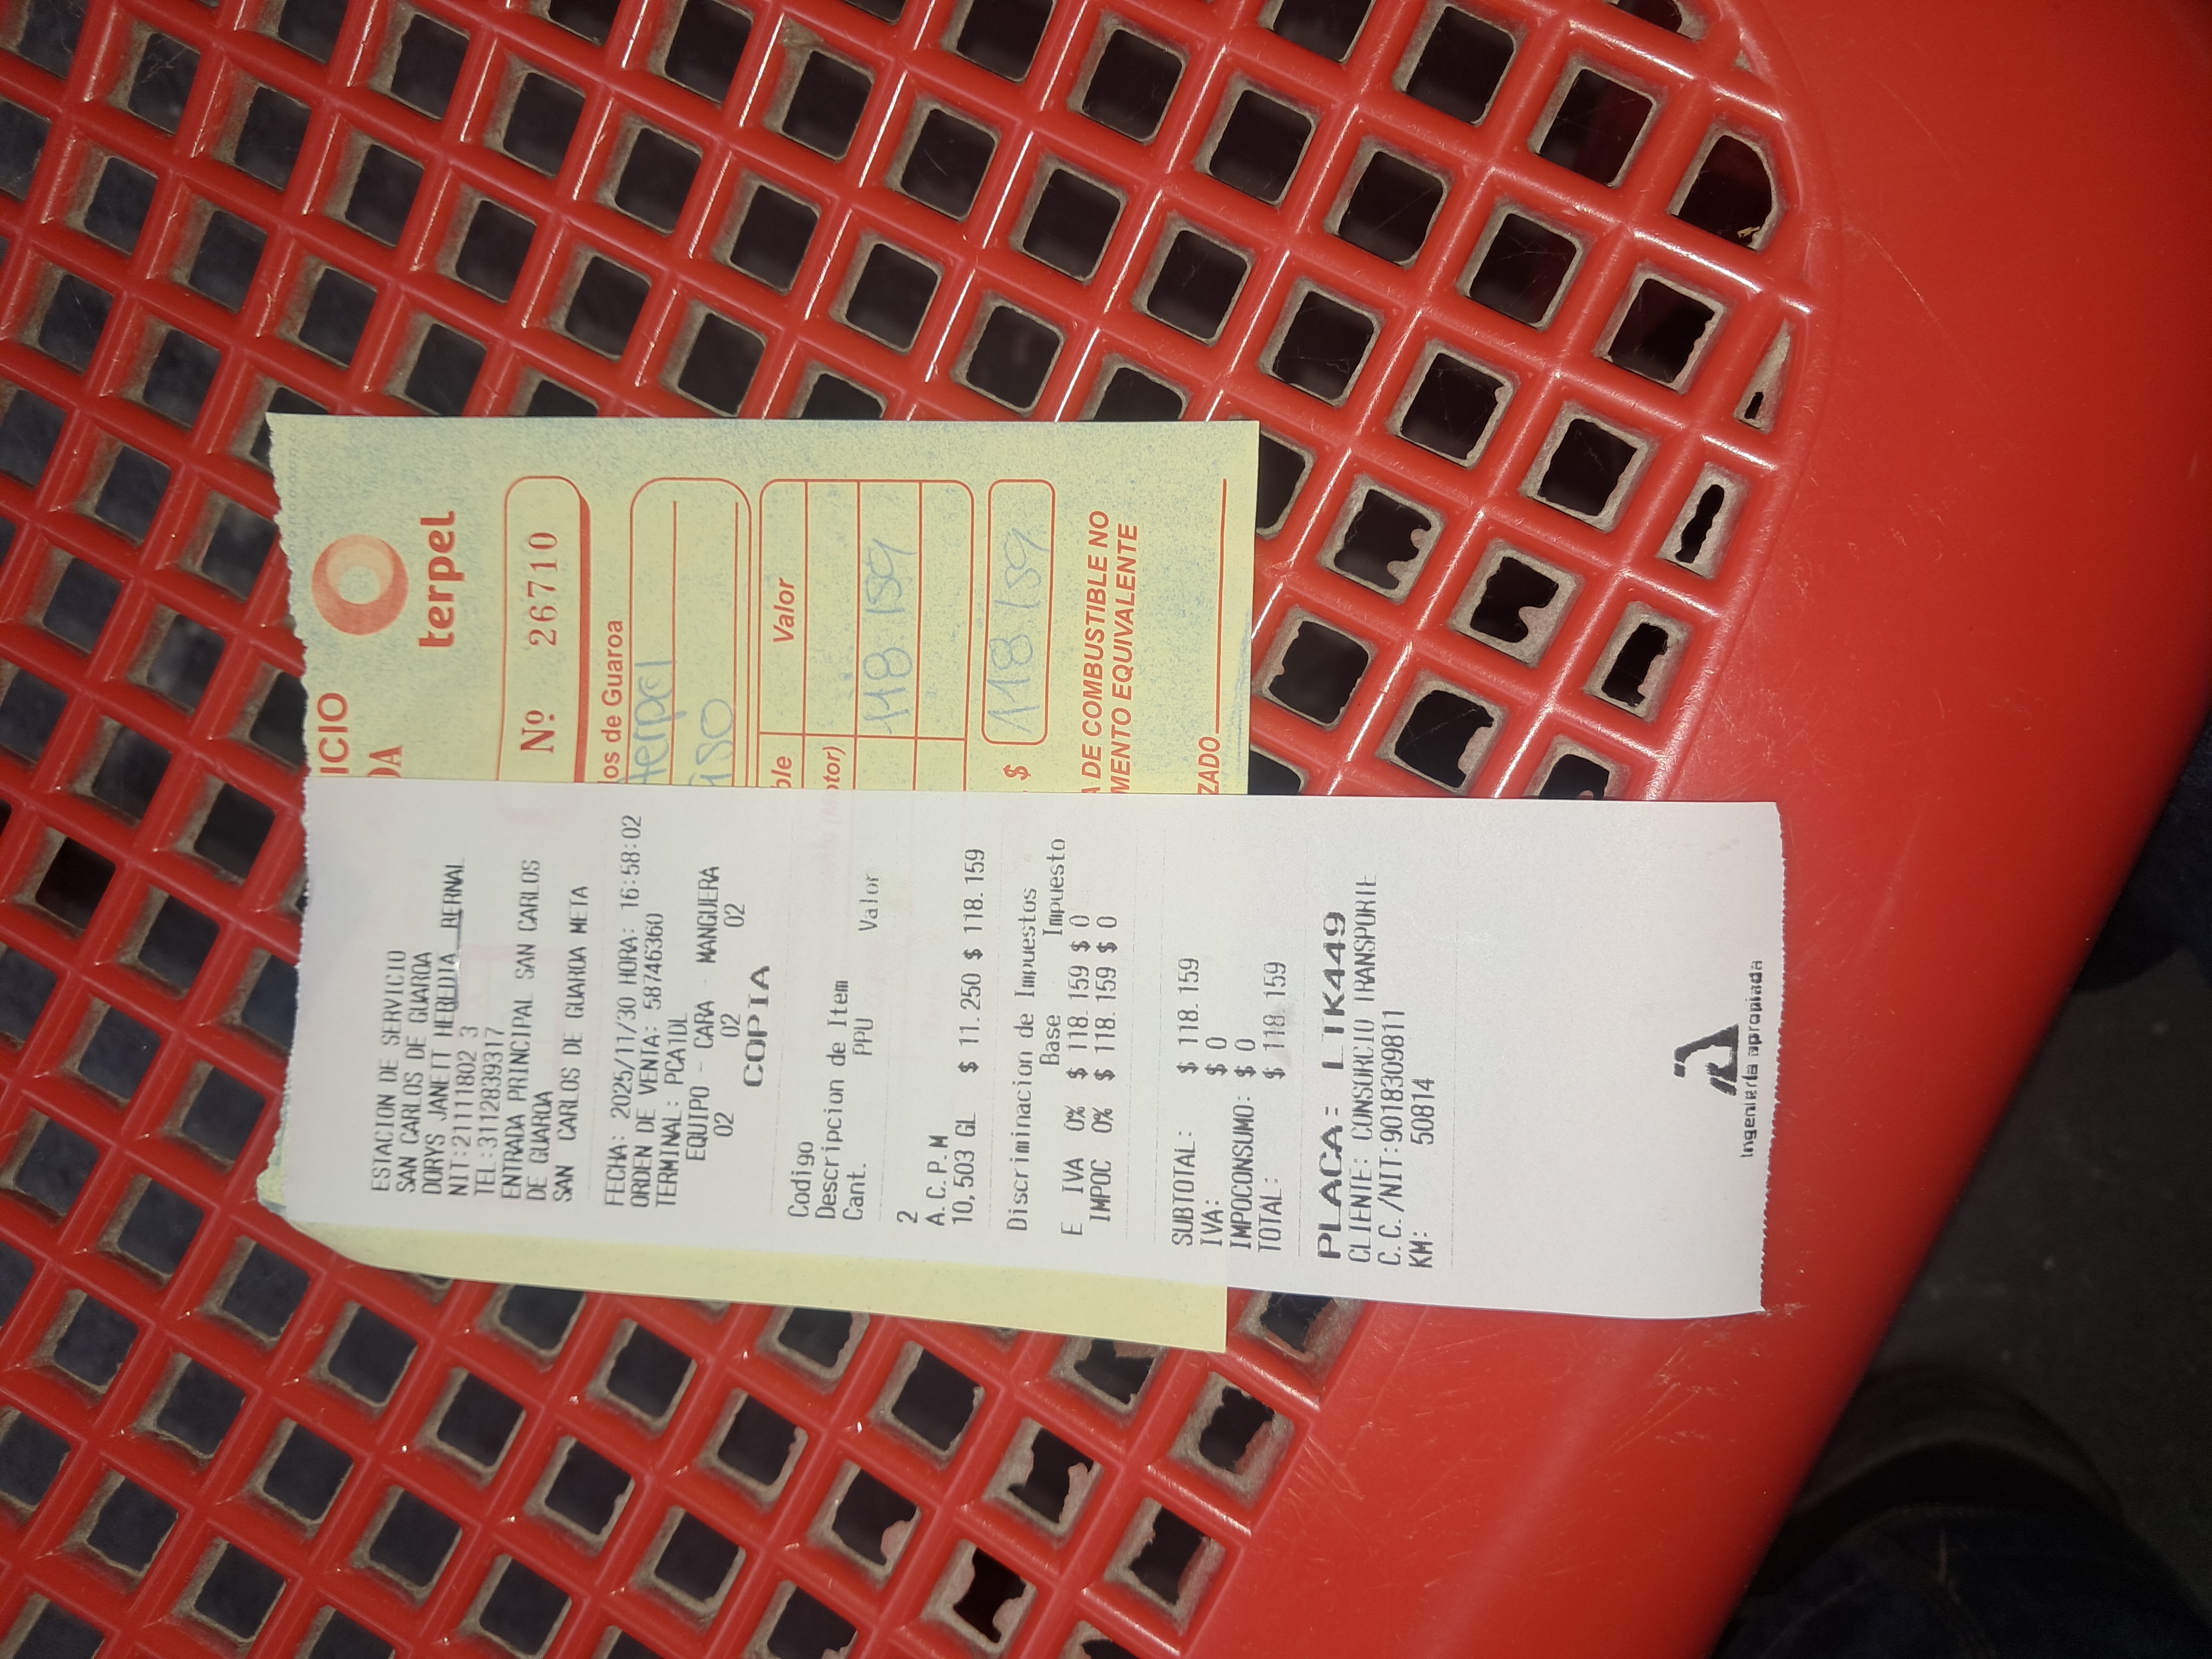 ESTACION DE SERVICIO
SAN CARLOS DE GUAROA
DORYS JANETT HEREDIA BERNAL
NIT:21111802 3
TEL:3112839317
ENTRADA PRINCIPAL SAN CARLOS
DE GUAROA
SAN CARLOS DE GUAROA META
FECHA: 2025/11/30 HORA: 16:58:02
ORDEN DE VENTA: 58746360
TERMINAL: PCA1DL
EQUIPO - CARA - MANGUERA
02 02 02
COPIA
Codigo
Descripcion de Item
Cant. PPU Valor
2
A.C.P.M
10,503 GL $ 11.250 $ 118.159
Discriminacion de Impuestos
Base Impuesto
E IVA 0% $ 118.159 $ 0
IMPOC 0% $ 118.159 $ 0
SUBTOTAL: $ 118.159
IVA: $ 0
IMPOCONSUMO: $ 0
TOTAL: $ 118.159
PLACA: LTK449
CLIENTE: CONSORCIO TRANSPORTE
C.C./NIT:9018309811
KM: 50814
Ingeniería apropiada
ICIO
DA
terpel
Nº 26710
os de Guaroa
terpel
ble Valor
otor)
118.159
$ 118.159
DE COMBUSTIBLE NO
MENTO EQUIVALENTE
ZADO